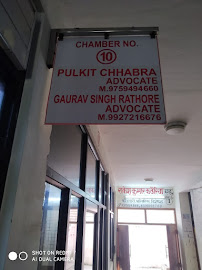 CHAMBER NO.
10
PULKIT CHHABRA
ADVOCATE
M.9759494660
GAURAV SINGH RATHORE
ADVOCATE
M.9927216676
SHOT ON REDMI
AI DUAL CAMERA